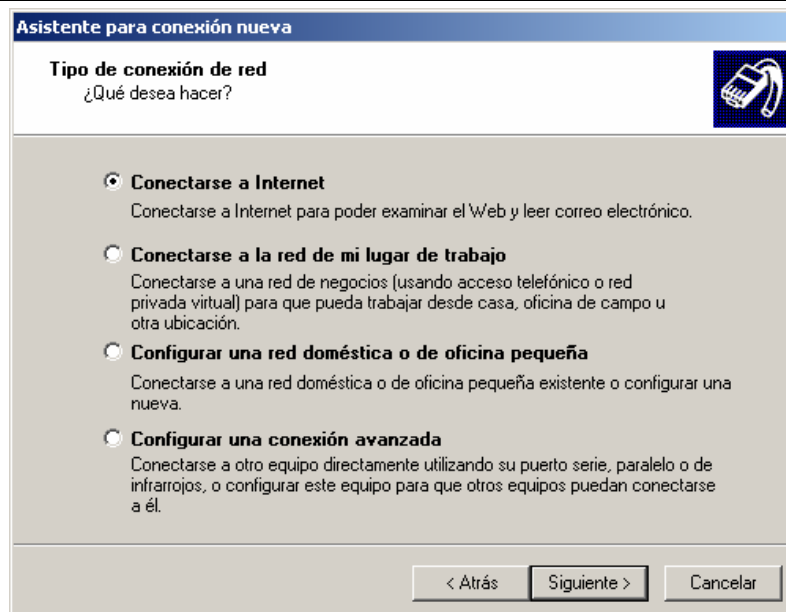 Asistente para conexión nueva
Tipo de conexión de red
¿Qué desea hacer?
Conectarse a Internet
Conectarse a Internet para poder examinar el Web y leer correo electrónico.
Conectarse a la red de mi lugar de trabajo
Conectarse a una red de negocios (usando acceso telefónico o red
privada virtual) para que pueda trabajar desde casa, oficina de campo u
otra ubicación.
Configurar una red doméstica o de oficina pequeña
Conectarse a una red doméstica o de oficina pequeña existente o configurar una
nueva.
Configurar una conexión avanzada
Conectarse a otro equipo directamente utilizando su puerto serie, paralelo o de
infrarrojos, o configurar este equipo para que otros equipos puedan conectarse
a él.
< Atrás Siguiente > Cancelar